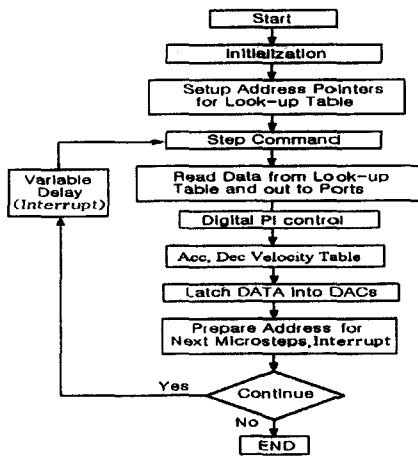 Start
Initialization
Setup Address Pointers
for Look-up Table
Step Command
Read Data from Look-up
Table and out to Ports
Variable
Delay
(Interrupt)
Digital PI control
Acc, Dec Velocity Table
Latch DATA into DACs
Prepare Address for
Next Microsteps,Interrupt
Yes
Continue
No
END